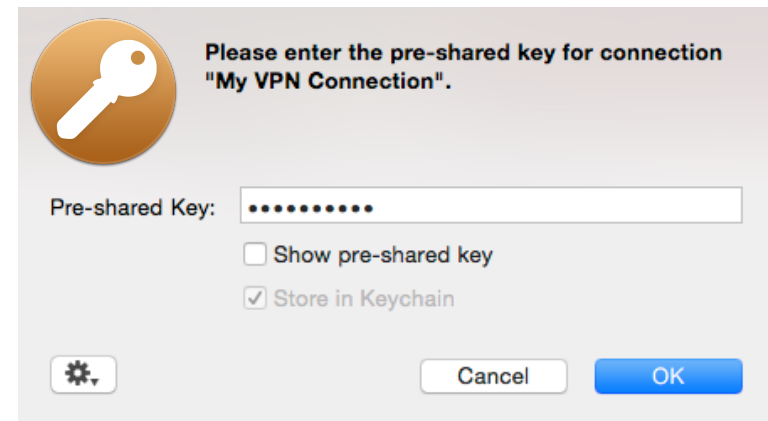 Please enter the pre-shared key for connection
"My VPN Connection".
Pre-shared Key: ••••••••••
Show pre-shared key
Store in Keychain
Cancel OK